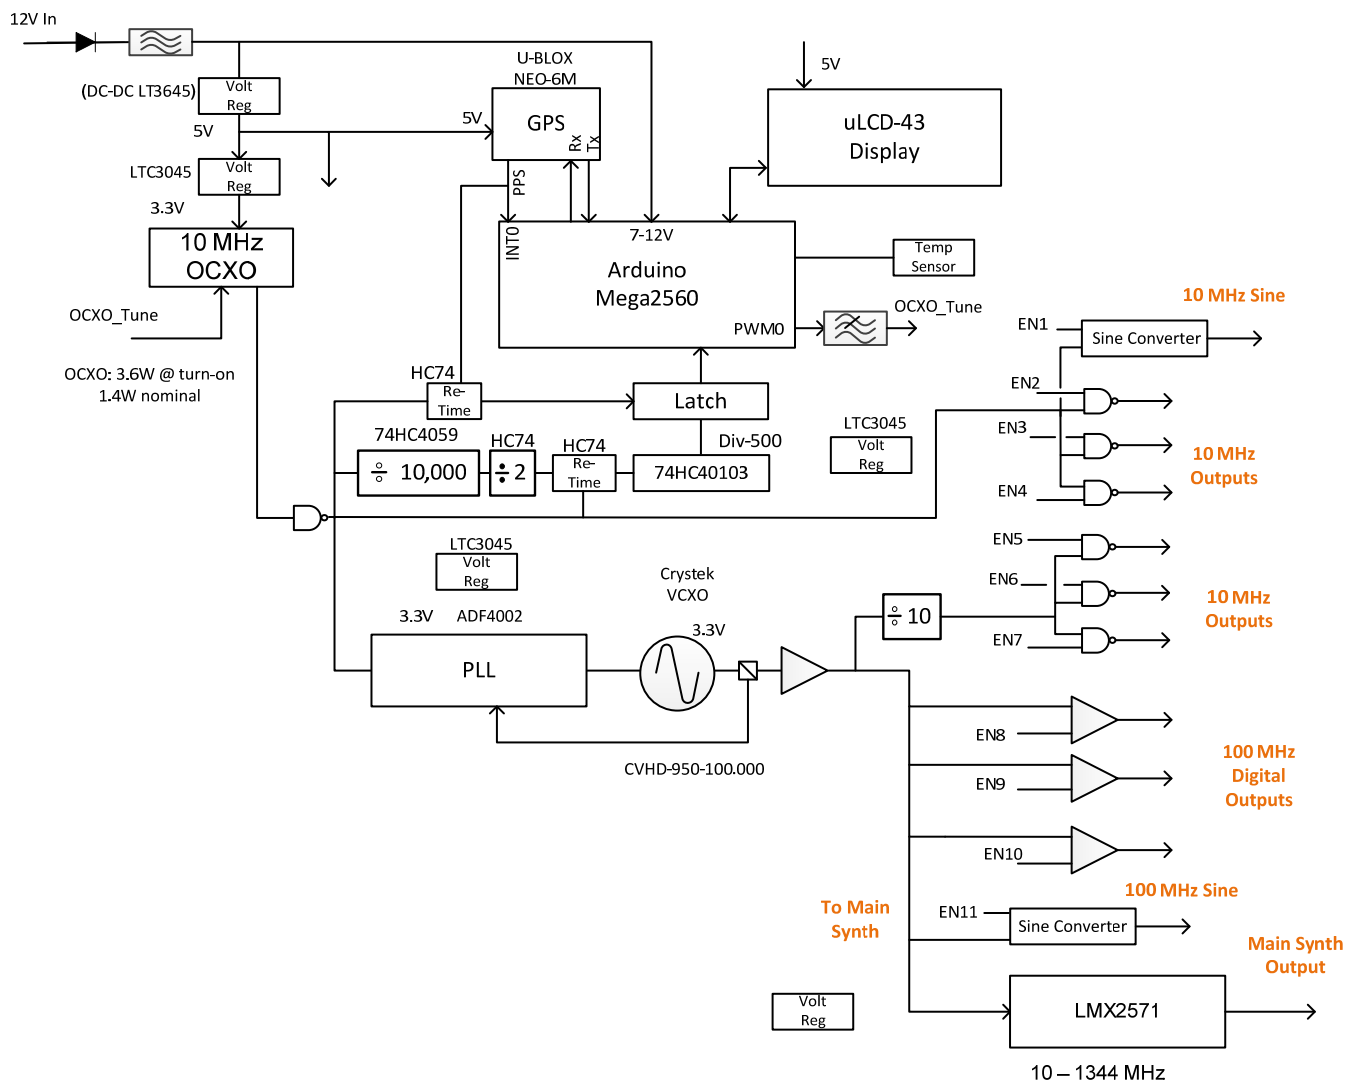 12V In
(DC-DC LT3645)
Volt
Reg
5V
LTC3045
Volt
Reg
3.3V
10 MHz
OCXO
OCXO_Tune
OCXO: 3.6W @ turn-on
1.4W nominal
U-BLOX
NEO-6M
5V
GPS
Rx
Tx
PPS
INT0
7-12V
Arduino
Mega2560
PWM0
5V
uLCD-43
Display
Temp
Sensor
OCXO_Tune
HC74
Re-
Time
Latch
74HC4059
÷ 10,000
HC74
÷2
HC74
Re-
Time
Div-500
74HC40103
LTC3045
Volt
Reg
EN1
10 MHz Sine
Sine Converter
EN2
EN3
EN4
10 MHz
Outputs
LTC3045
Volt
Reg
3.3V
ADF4002
PLL
Crystek
VCXO
3.3V
CVHD-950-100.000
÷ 10
EN5
EN6
EN7
10 MHz
Outputs
EN8
EN9
EN10
100 MHz
Digital
Outputs
100 MHz Sine
EN11
Sine Converter
To Main
Synth
Main Synth
Output
Volt
Reg
LMX2571
10 – 1344 MHz